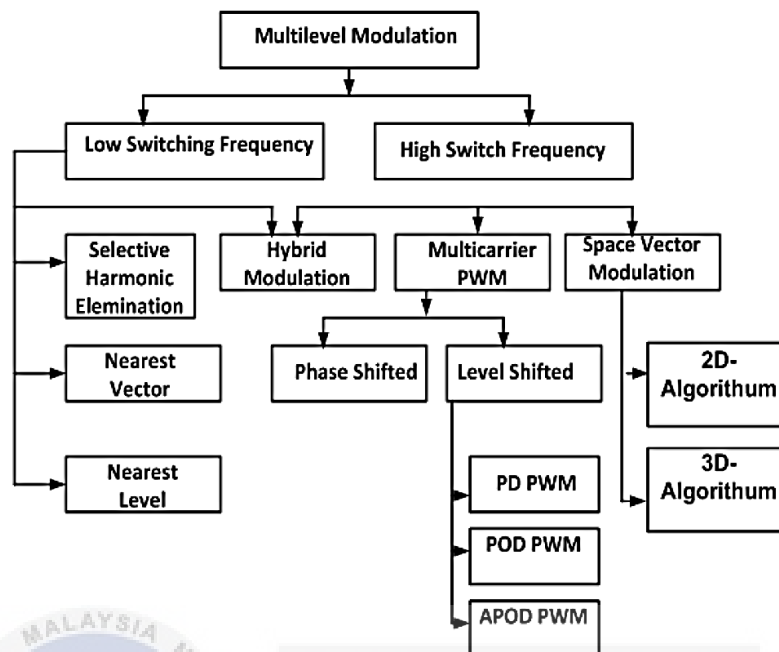 Multilevel Modulation
Low Switching Frequency
High Switch Frequency
Selective
Harmonic
Elemination
Hybrid
Modulation
Multicarrier
PWM
Space Vector
Modulation
Nearest
Vector
Phase Shifted
Level Shifted
2D-
Algorithum
Nearest
Level
PD PWM
3D-
Algorithum
POD PWM
APOD PWM
MALAYSIA